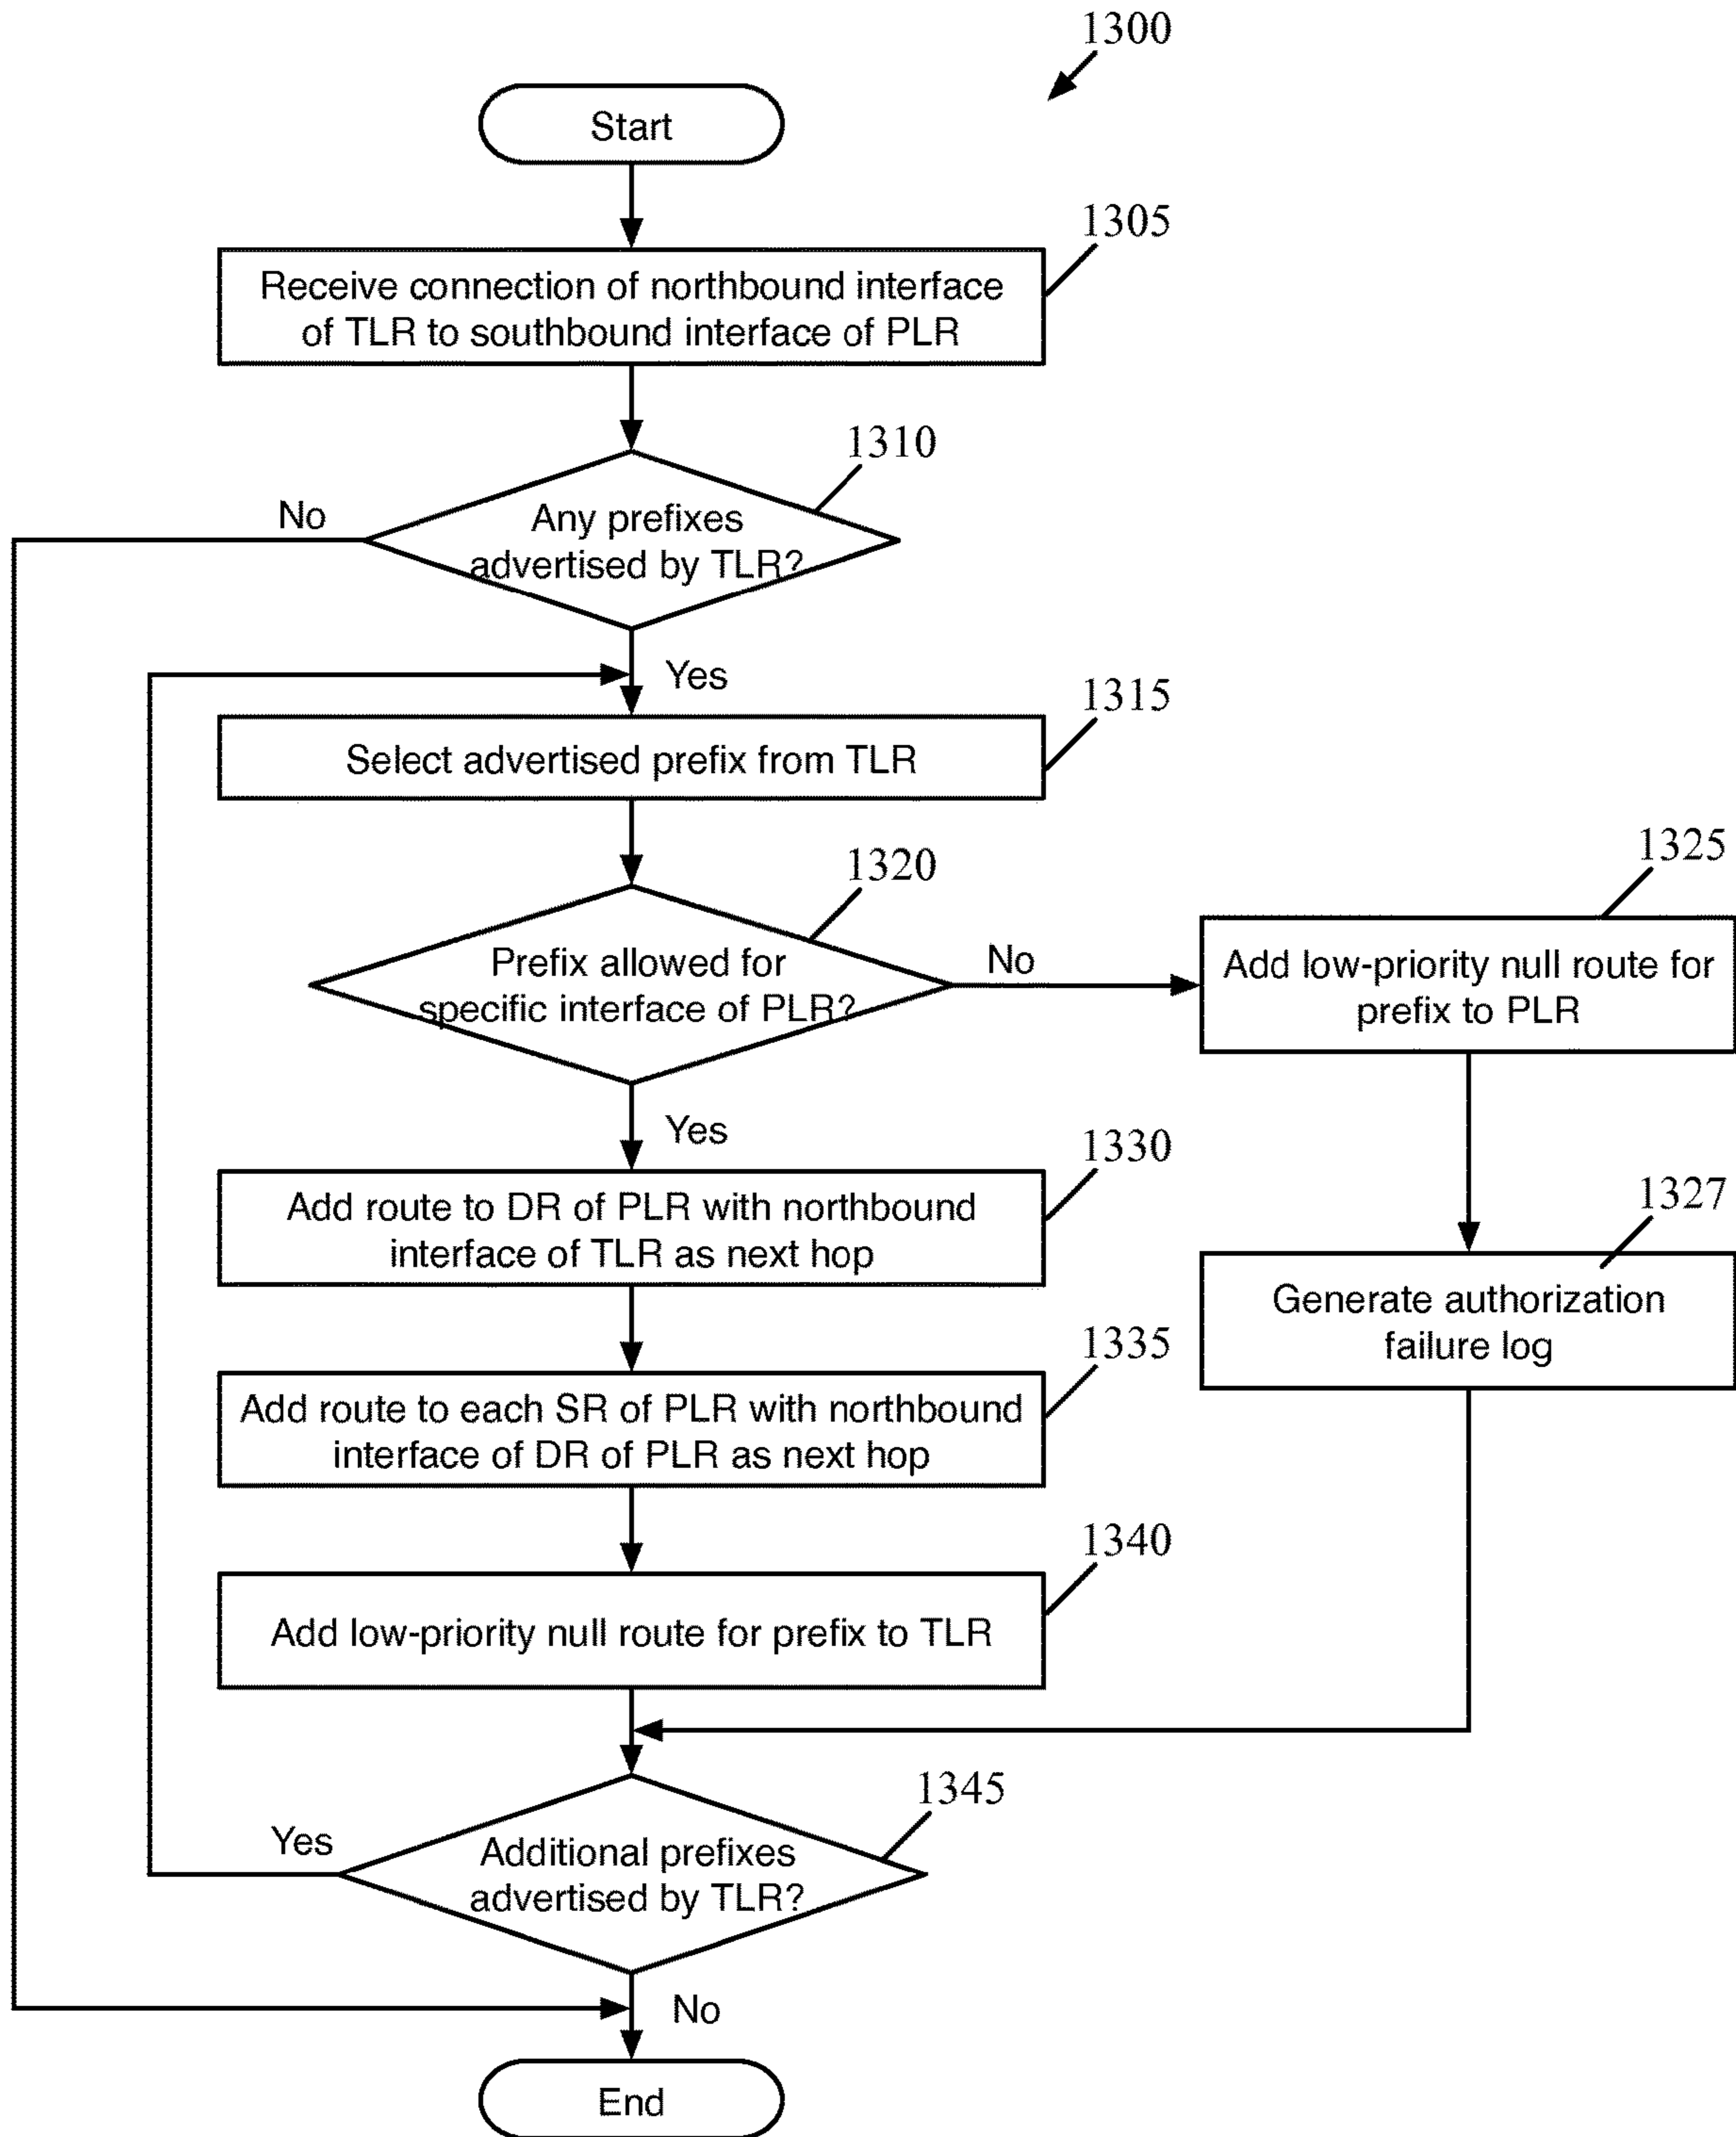 1300
Start
1305
Receive connection of northbound interface
of TLR to southbound interface of PLR
1310
No
Any prefixes
advertised by TLR?
Yes
1315
Select advertised prefix from TLR
1320
1325
Prefix allowed for
specific interface of PLR?
No
Add low-priority null route for
prefix to PLR
Yes
1330
Add route to DR of PLR with northbound
interface of TLR as next hop
1327
Generate authorization
failure log
1335
Add route to each SR of PLR with northbound
interface of DR of PLR as next hop
1340
Add low-priority null route for prefix to TLR
1345
Yes
Additional prefixes
advertised by TLR?
No
End